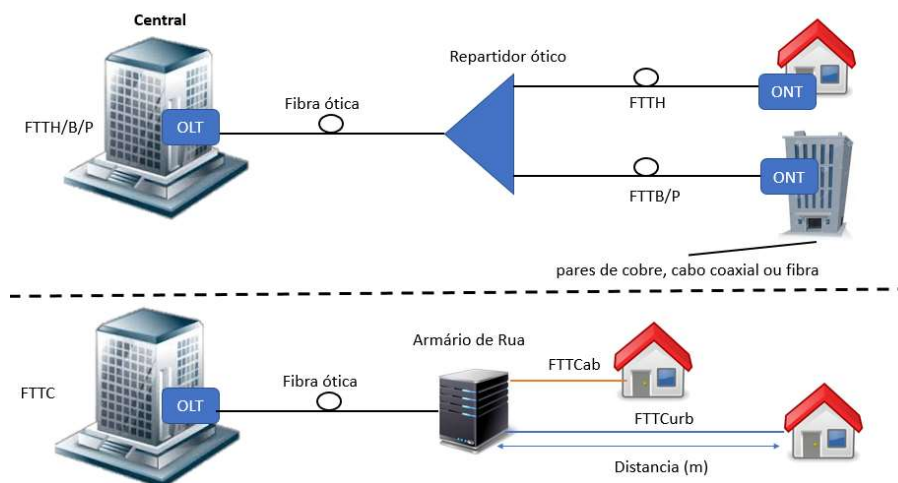 Central
Repartidor ótico
Fibra ótica
FTTH
ONT
FTTH/B/P
OLT
FTTB/P
ONT
pares de cobre, cabo coaxial ou fibra
Armário de Rua
FTTCab
Fibra ótica
FTTC
OLT
FTTCurb
Distancia (m)